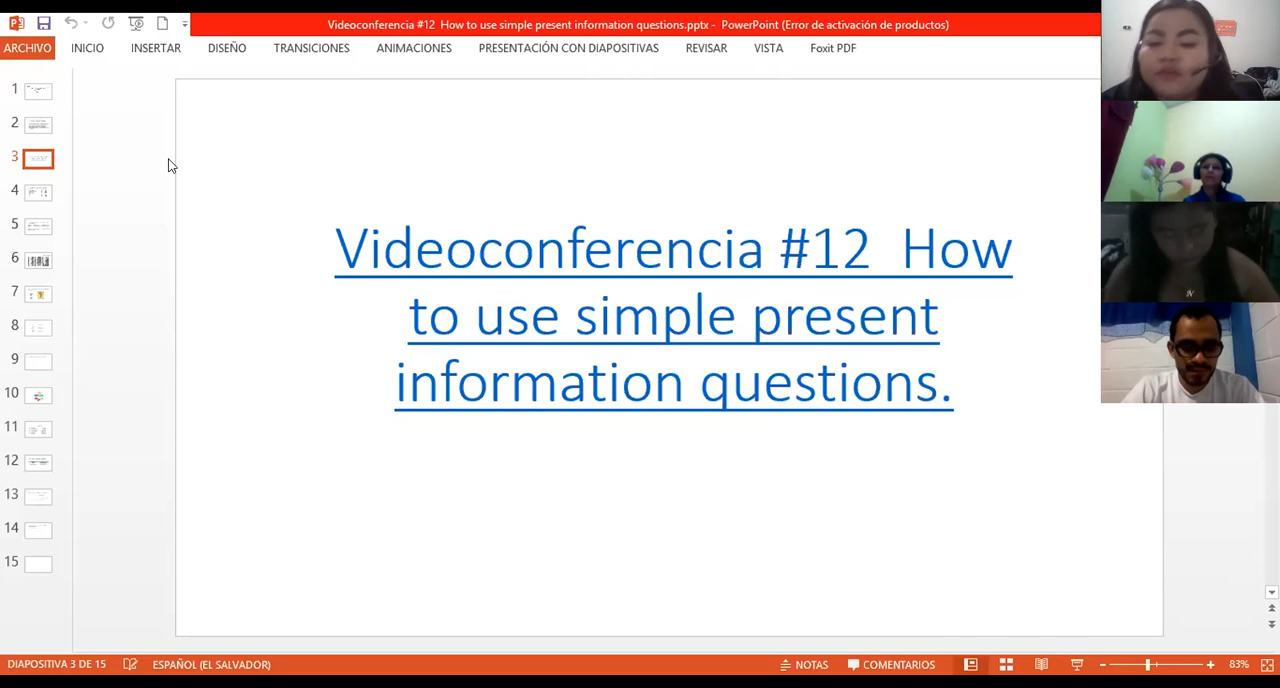 Videoconferencia #12 How to use simple present information questions.pptx - PowerPoint (Error de activación de productos)
ARCHIVO INICIO INSERTAR DISEÑO TRANSICIONES ANIMACIONES PRESENTACIÓN CON DIAPOSITIVAS REVISAR VISTA Foxit PDF
1
2
3
4
5
6
7
8
9
10
11
12
13
14
15
Videoconferencia #12 How
to use simple present
information questions.
DIAPOSITIVA 3 DE 15 ESPAÑOL (EL SALVADOR) NOTAS COMENTARIOS 83%